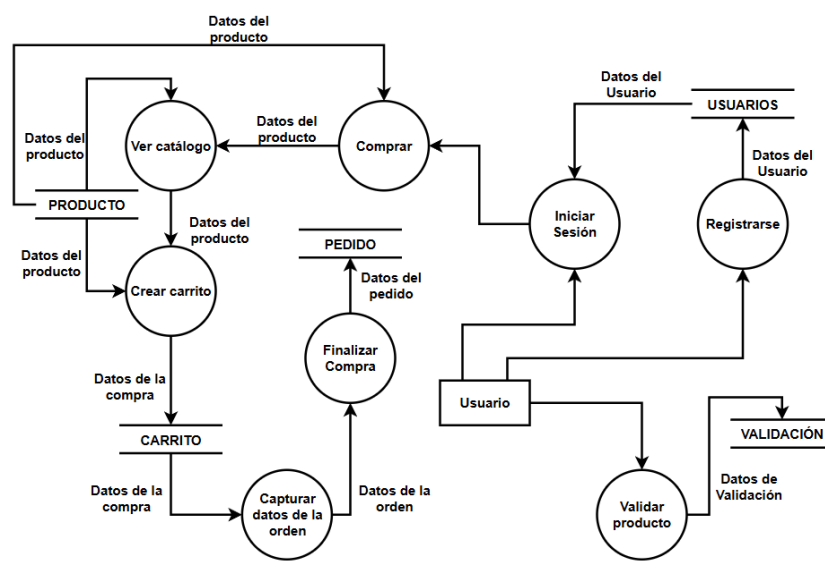 Datos del
producto
Datos del
Usuario
USUARIOS
Datos del
producto
Ver catálogo
Datos del
producto
Comprar
Datos del
Usuario
PRODUCTO
Iniciar
Sesión
Registrarse
Datos del
producto
Datos del
producto
PEDIDO
Datos del
pedido
Crear carrito
Finalizar
Compra
Datos de la
compra
Usuario
CARRITO
VALIDACIÓN
Datos de la
compra
Capturar
datos de la
orden
Datos de la
orden
Validar
producto
Datos de
Validación